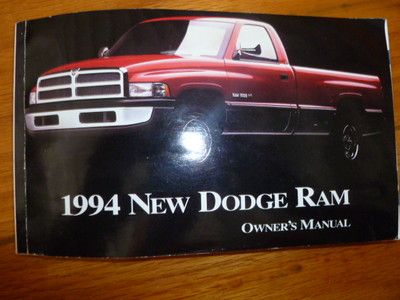 1994 NEW DODGE RAM
OWNER'S MANUAL